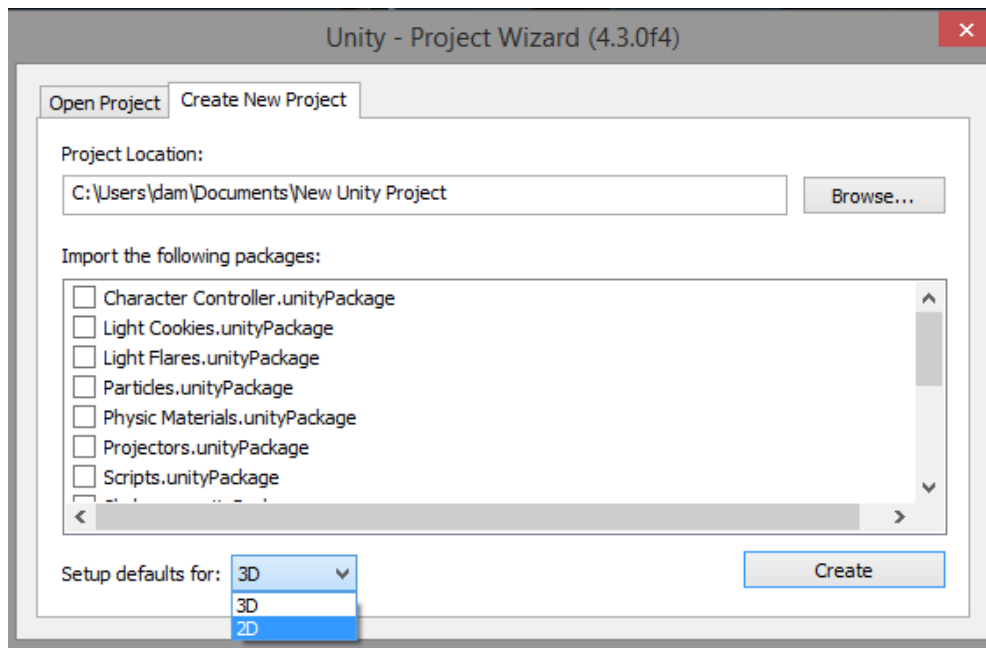 Unity - Project Wizard (4.3.0f4)
Open Project
Create New Project
Project Location:
C:\Users\dam\Documents\New Unity Project
Browse...
Import the following packages:
Character Controller.unityPackage
Light Cookies.unityPackage
Light Flares.unityPackage
Particles.unityPackage
Physic Materials.unityPackage
Projectors.unityPackage
Scripts.unityPackage
Setup defaults for: 3D
Create
3D
2D